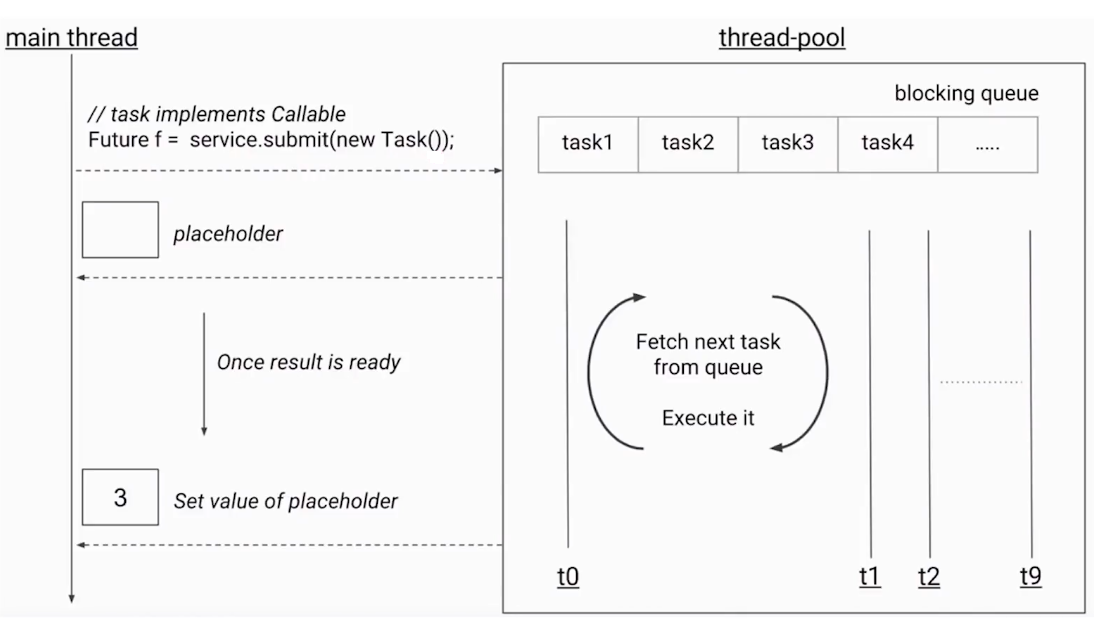 main thread
thread-pool
// task implements Callable
Future f =  service.submit(new Task());
blocking queue
task1 task2 task3 task4 .....
placeholder
Once result is ready
Fetch next task
from queue
Execute it
3
Set value of placeholder
t0 t1 t2 t9